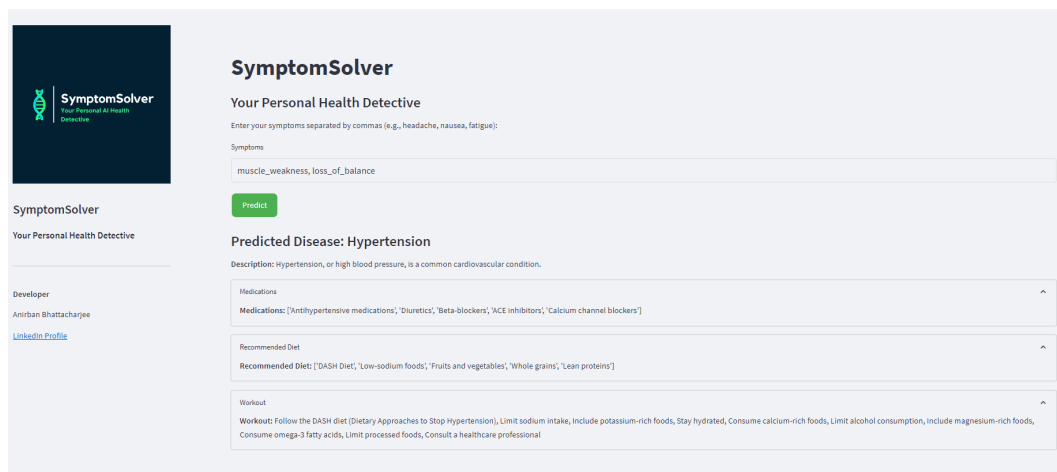 SymptomSolver
Your Personal AI Health
Detective
SymptomSolver
Your Personal Health Detective
Developer
Anirban Bhattacharjee
LinkedIn Profile
SymptomSolver
Your Personal Health Detective
Enter your symptoms separated by commas (e.g., headache, nausea, fatigue):
Symptoms
muscle_weakness, loss_of_balance
Predict
Predicted Disease: Hypertension
Description: Hypertension, or high blood pressure, is a common cardiovascular condition.
Medications
Medications: ['Antihypertensive medications', 'Diuretics', 'Beta-blockers', 'ACE inhibitors', 'Calcium channel blockers']
Recommended Diet
Recommended Diet: ['DASH Diet', 'Low-sodium foods', 'Fruits and vegetables', 'Whole grains', 'Lean proteins']
Workout
Workout: Follow the DASH diet (Dietary Approaches to Stop Hypertension), Limit sodium intake, Include potassium-rich foods, Stay hydrated, Consume calcium-rich foods, Limit alcohol consumption, Include magnesium-rich foods,
Consume omega-3 fatty acids, Limit processed foods, Consult a healthcare professional